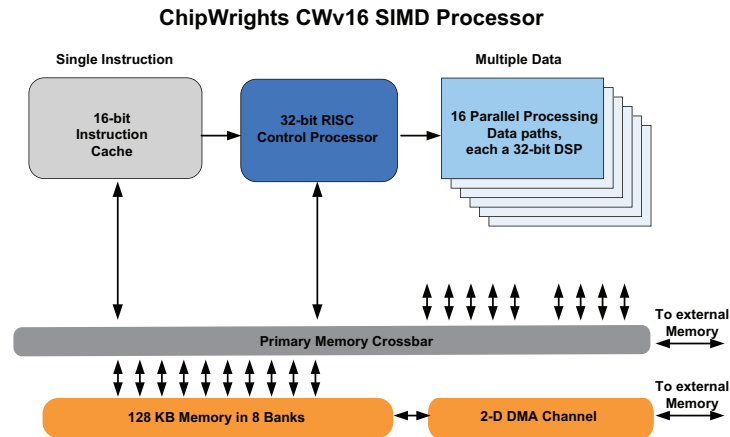 ChipWrights CWv16 SIMD Processor
Single Instruction
Multiple Data
16-bit
Instruction
Cache
32-bit RISC
Control Processor
16 Parallel Processing
Data paths,
each a 32-bit DSP
To external
Memory
Primary Memory Crossbar
To external
Memory
128 KB Memory in 8 Banks
2-D DMA Channel